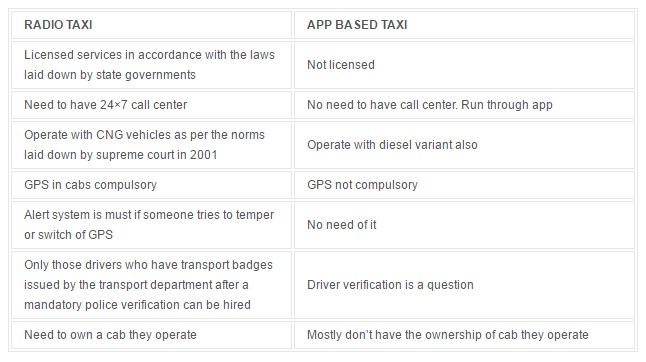 RADIO TAXI
APP BASED TAXI
Licensed services in accordance with the laws
laid down by state governments
Not licensed
Need to have 24×7 call center
No need to have call center. Run through app
Operate with CNG vehicles as per the norms
laid down by supreme court in 2001
Operate with diesel variant also
GPS in cabs compulsory
GPS not compulsory
Alert system is must if someone tries to temper
or switch of GPS
No need of it
Only those drivers who have transport badges
issued by the transport department after a
mandatory police verification can be hired
Driver verification is a question
Need to own a cab they operate
Mostly don’t have the ownership of cab they operate